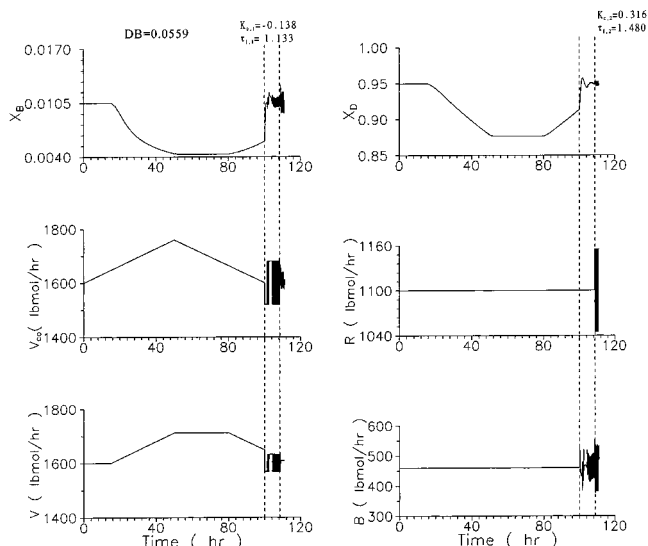 DB=0.0559
K_{c,1}=-0.138
τ_{I,1}= 1.133
K_{c,2}=0.316
τ_{I,2}= 1.480
X_B
0.0170
0.0105
0.0040
0 40 80 120
X_D
1.00
0.95
0.90
0.85
0 40 80 120
V_{co} ( lbmol/hr )
1800
1600
1400
0 40 80 120
R ( lbmol/hr )
1160
1100
1040
0 40 80 120
V ( lbmol/hr )
1800
1600
1400
0 40 80 120
Time ( hr )
B ( lbmol/hr )
600
500
400
300
0 40 80 120
Time ( hr )